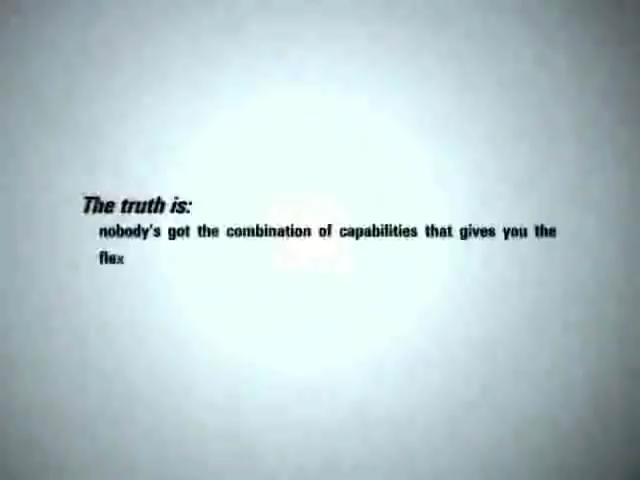 The truth is:
nobody's got the combination of capabilities that gives you the
flex